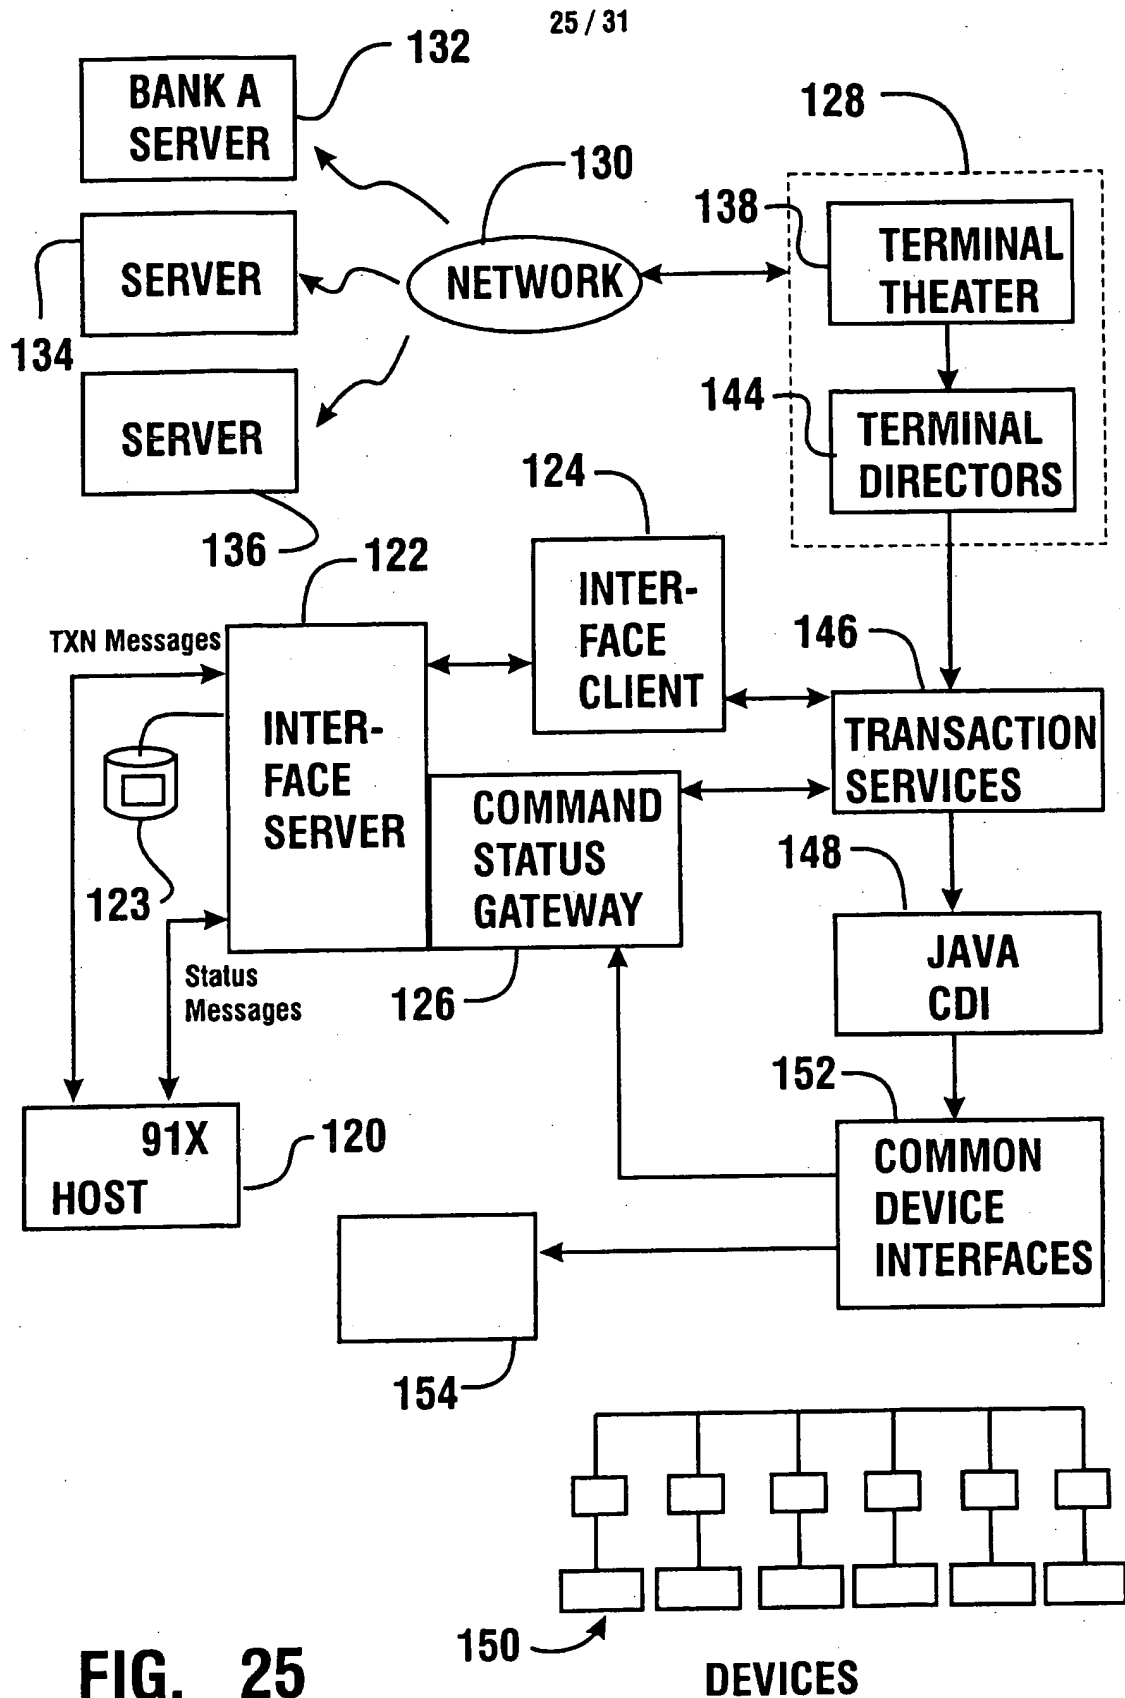 25 / 31
132
BANK A
SERVER
128
130
138
TERMINAL
THEATER
SERVER
NETWORK
134
144
TERMINAL
DIRECTORS
SERVER
124
136
122
INTER-
FACE
CLIENT
TXN Messages
146
INTER-
FACE
SERVER
TRANSACTION
SERVICES
COMMAND
STATUS
GATEWAY
148
123
JAVA
CDI
Status
Messages
126
152
91X
HOST
120
COMMON
DEVICE
INTERFACES
154
150
DEVICES
FIG. 25